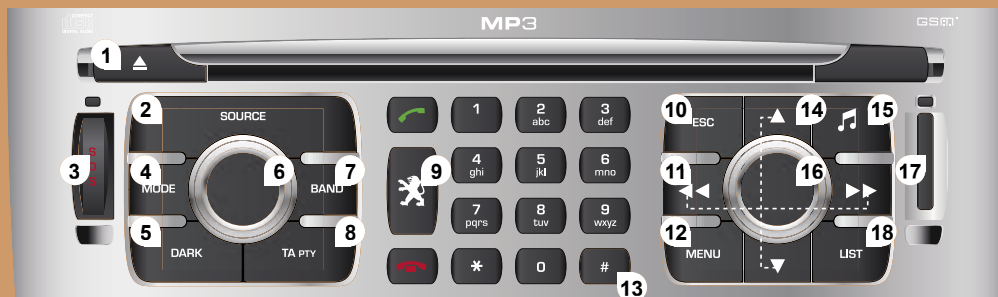 MP3
GSM
1
2
SOURCE
1
2
abc
3
def
10
ESC
14
15
3
SOS
4
MODE
6
7
BAND
9
4
ghi
5
jkl
6
mno
11
16
17
5
DARK
8
TA PTY
7
pqrs
8
tuv
9
wxyz
12
MENU
18
LIST
*
0
#
13